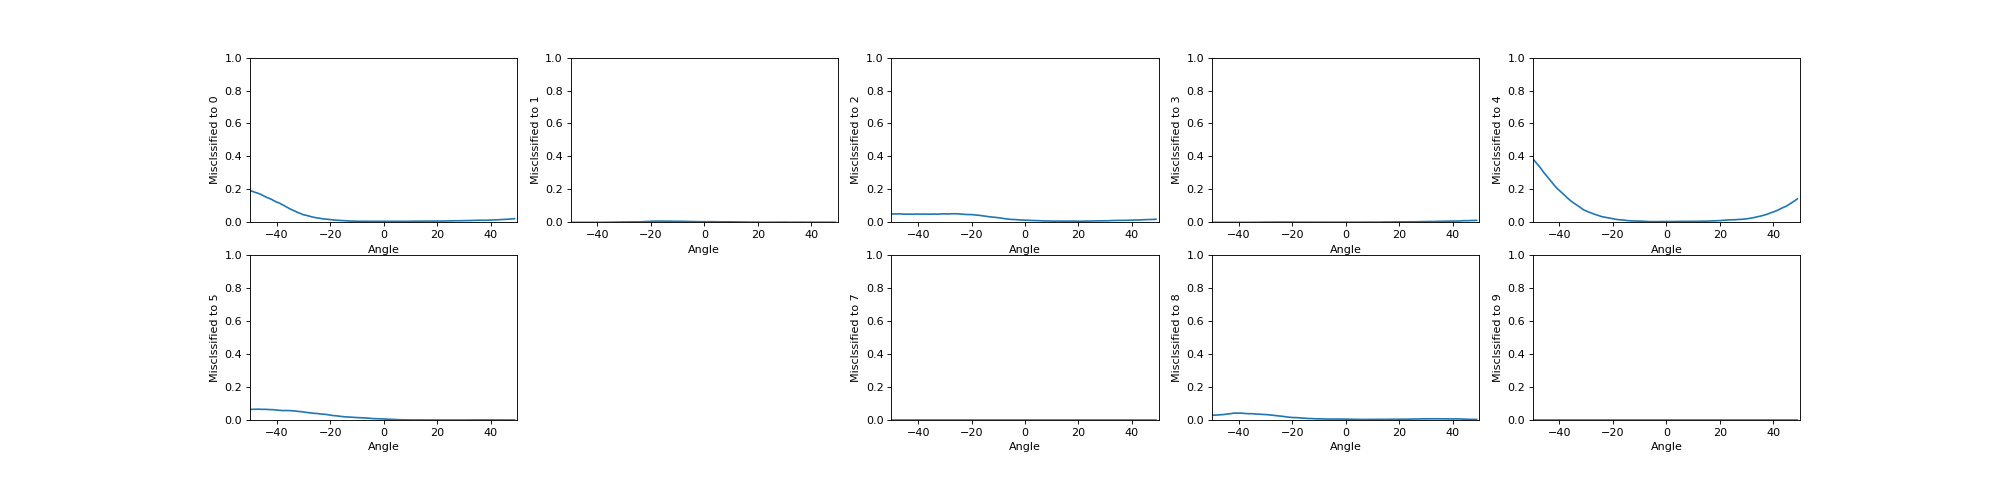 1.0 0.8 0.6 0.4 0.2 0.0
Misclssified to 0
−40 −20 0 20 40
Angle
1.0 0.8 0.6 0.4 0.2 0.0
Misclssified to 1
−40 −20 0 20 40
Angle
1.0 0.8 0.6 0.4 0.2 0.0
Misclssified to 2
−40 −20 0 20 40
Angle
1.0 0.8 0.6 0.4 0.2 0.0
Misclssified to 3
−40 −20 0 20 40
Angle
1.0 0.8 0.6 0.4 0.2 0.0
Misclssified to 4
−40 −20 0 20 40
Angle
1.0 0.8 0.6 0.4 0.2 0.0
Misclssified to 5
−40 −20 0 20 40
Angle
1.0 0.8 0.6 0.4 0.2 0.0
Misclssified to 7
−40 −20 0 20 40
Angle
1.0 0.8 0.6 0.4 0.2 0.0
Misclssified to 8
−40 −20 0 20 40
Angle
1.0 0.8 0.6 0.4 0.2 0.0
Misclssified to 9
−40 −20 0 20 40
Angle